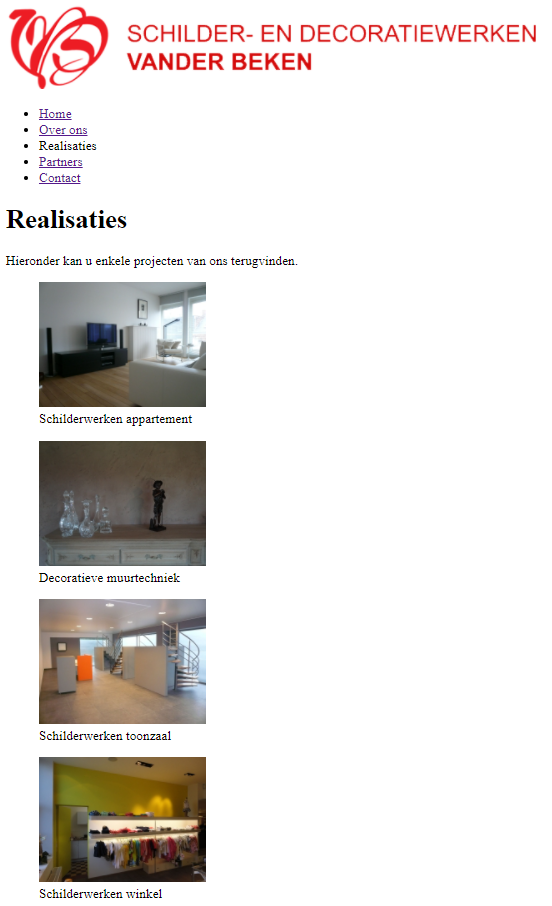 SCHILDER- EN DECORATIEWERKEN
VANDER BEKEN
Home
Over ons
Realisaties
Partners
Contact
Realisaties
Hieronder kan u enkele projecten van ons terugvinden.
Schilderwerken appartement
Decoratieve muurtechniek
Schilderwerken toonzaal
Schilderwerken winkel